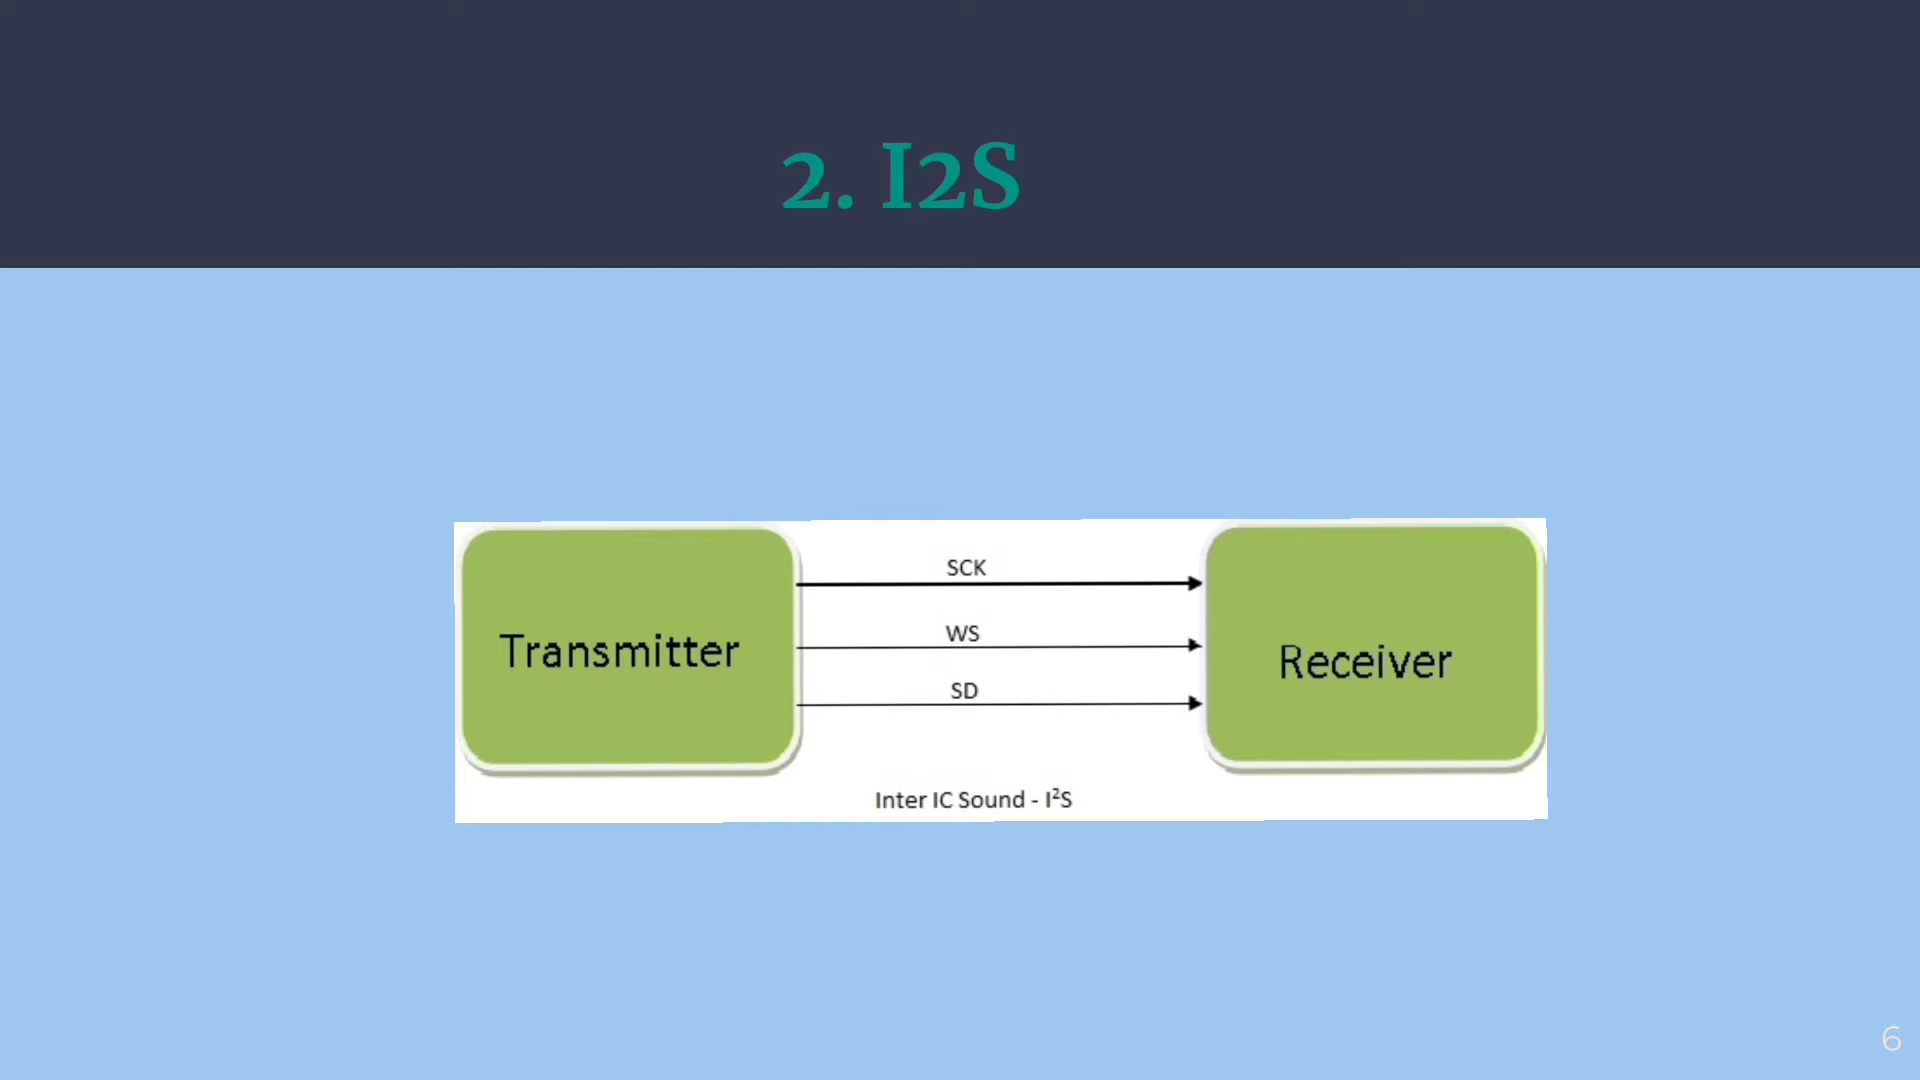 2. I2S
SCK
WS
Transmitter
Receiver
SD
Inter IC Sound - I²S
6